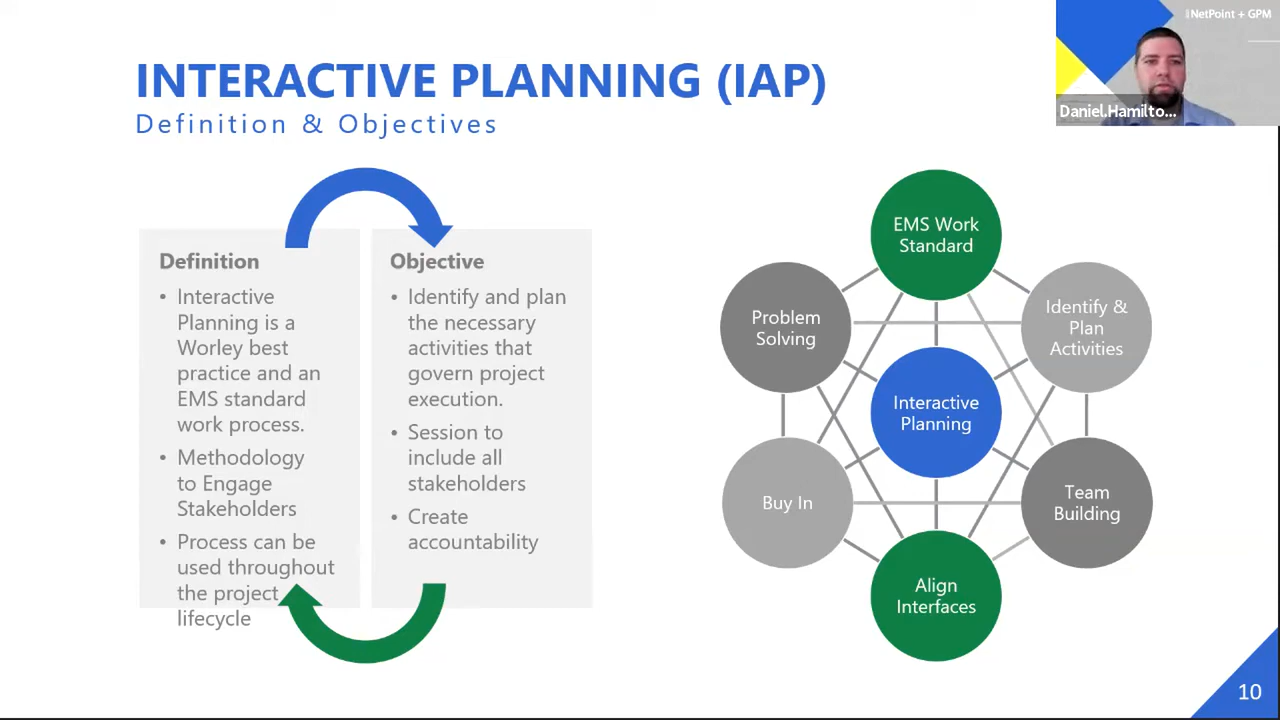 NetPoint + GPM
Daniel.Hamilto...
INTERACTIVE PLANNING (IAP)
Definition & Objectives
Definition
• Interactive
Planning is a
Worley best
practice and an
EMS standard
work process.
• Methodology
to Engage
Stakeholders
• Process can be
used throughout
the project
lifecycle
Objective
• Identify and plan
the necessary
activities that
govern project
execution.
• Session to
include all
stakeholders
• Create
accountability
EMS Work
Standard
Problem
Solving
Identify &
Plan
Activities
Interactive
Planning
Buy In
Team
Building
Align
Interfaces
10